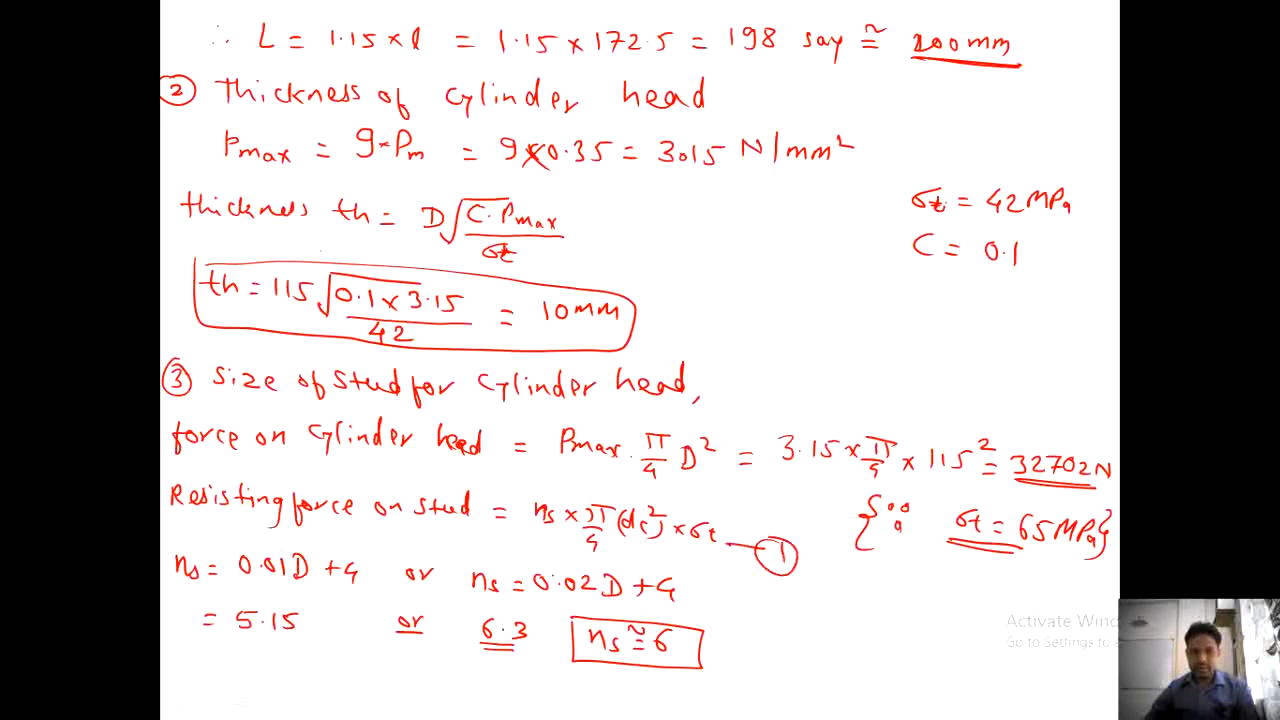 ∴ L = 1.15 × l = 1.15 × 172.5 = 198 say ≅ 200mm
② Thickness of cylinder head
Pmax = 9×Pm = 9×0.35 = 3.15 N/mm²
thickness th = D√(C.Pmax/σt)
σt = 42MPa
C = 0.1
th = 115√(0.1×3.15/42) = 10mm
③ Size of stud for cylinder head,
force on cylinder head = Pmax. π/4 D² = 3.15 × π/4 × 115² = 32702N
Resisting force on stud = ns × π/4 (dc²) × σt — ①
{∵ σt = 65MPa}
ns = 0.01D + 4 or ns = 0.02D + 4
= 5.15 or 6.3 ns ≅ 6
Activate Wind
Go to Settings to a